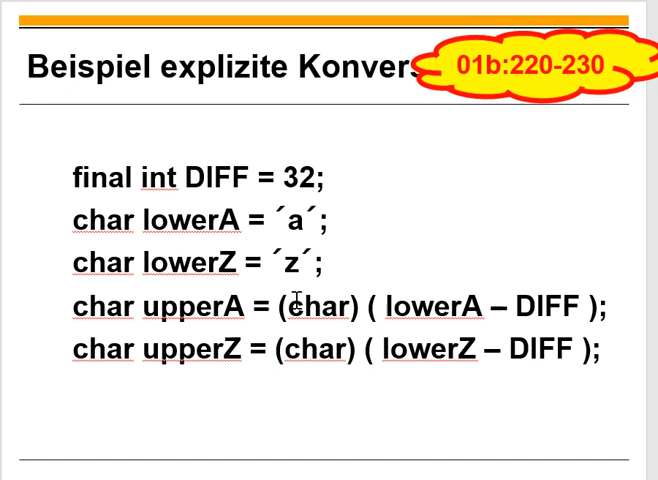 Beispiel explizite Konvers
01b:220-230
final int DIFF = 32;
char lowerA = ´a´;
char lowerZ = ´z´;
char upperA = (char) ( lowerA – DIFF );
char upperZ = (char) ( lowerZ – DIFF );